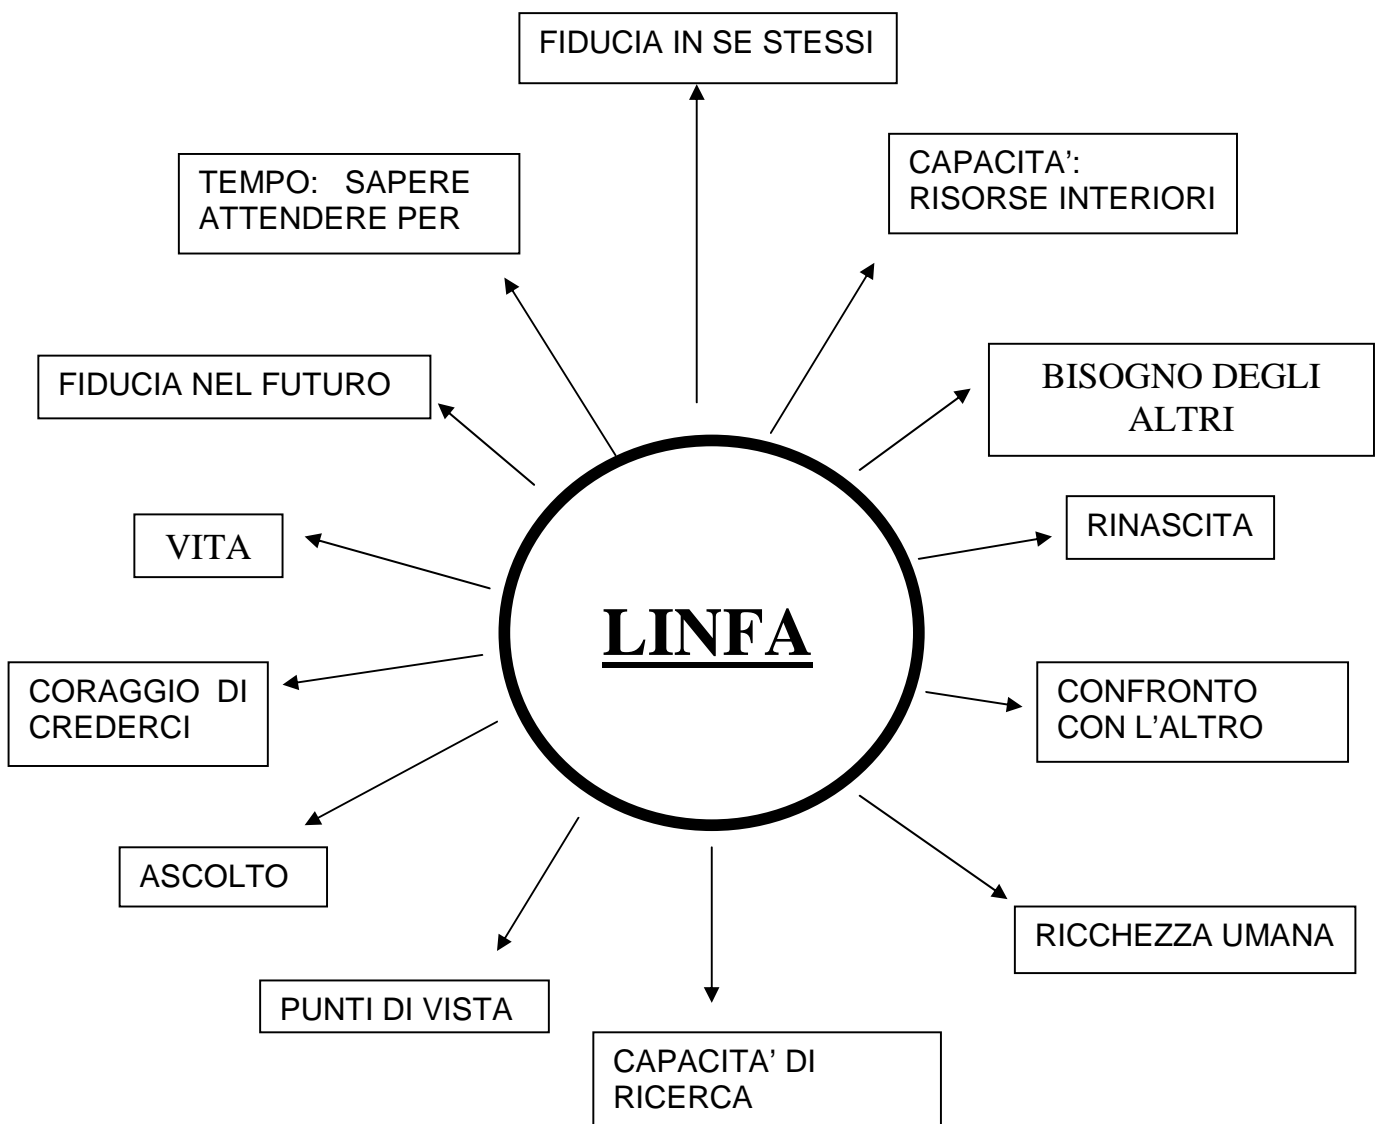 FIDUCIA IN SE STESSI
CAPACITA’:
RISORSE INTERIORI
TEMPO: SAPERE
ATTENDERE PER
BISOGNO DEGLI
ALTRI
FIDUCIA NEL FUTURO
RINASCITA
VITA
LINFA
CORAGGIO DI
CREDERCI
CONFRONTO
CON L’ALTRO
ASCOLTO
RICCHEZZA UMANA
PUNTI DI VISTA
CAPACITA’ DI
RICERCA